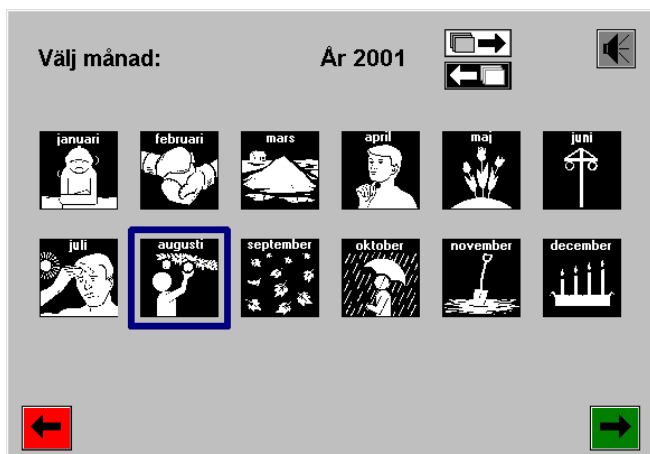 Välj månad: År 2001
januari februari mars april maj juni
juli augusti september oktober november december